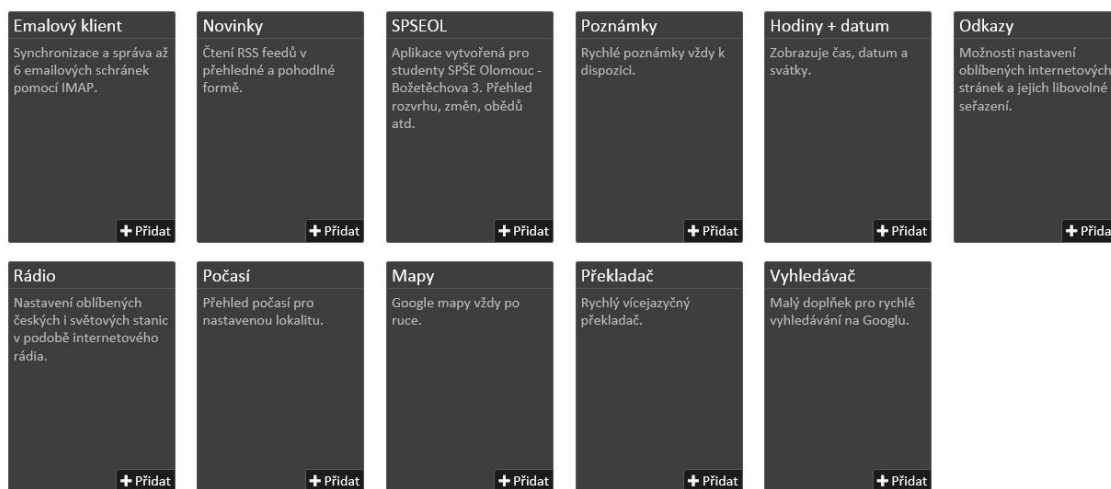 Emalový klient
Synchronizace a správa až
6 emailových schránek
pomocí IMAP.
Přidat
Novinky
Čtení RSS feedů v
přehledné a pohodlné
formě.
Přidat
SPSEOL
Aplikace vytvořená pro
studenty SPŠE Olomouc -
Božetěchova 3. Přehled
rozvrhu, změn, obědů
atd.
Přidat
Poznámky
Rychlé poznámky vždy k
dispozici.
Přidat
Hodiny + datum
Zobrazuje čas, datum a
svátky.
Přidat
Odkazy
Možnosti nastavení
oblíbených internetových
stránek a jejich libovolné
seřazení.
Přida
Rádio
Nastavení oblíbených
českých i světových stanic
v podobě internetového
rádia.
Přidat
Počasí
Přehled počasí pro
nastavenou lokalitu.
Přidat
Mapy
Google mapy vždy po
ruce.
Přidat
Překladač
Rychlý vícejazyčný
překladač.
Přidat
Vyhledávač
Malý doplňek pro rychlé
vyhledávání na Googlu.
Přidat